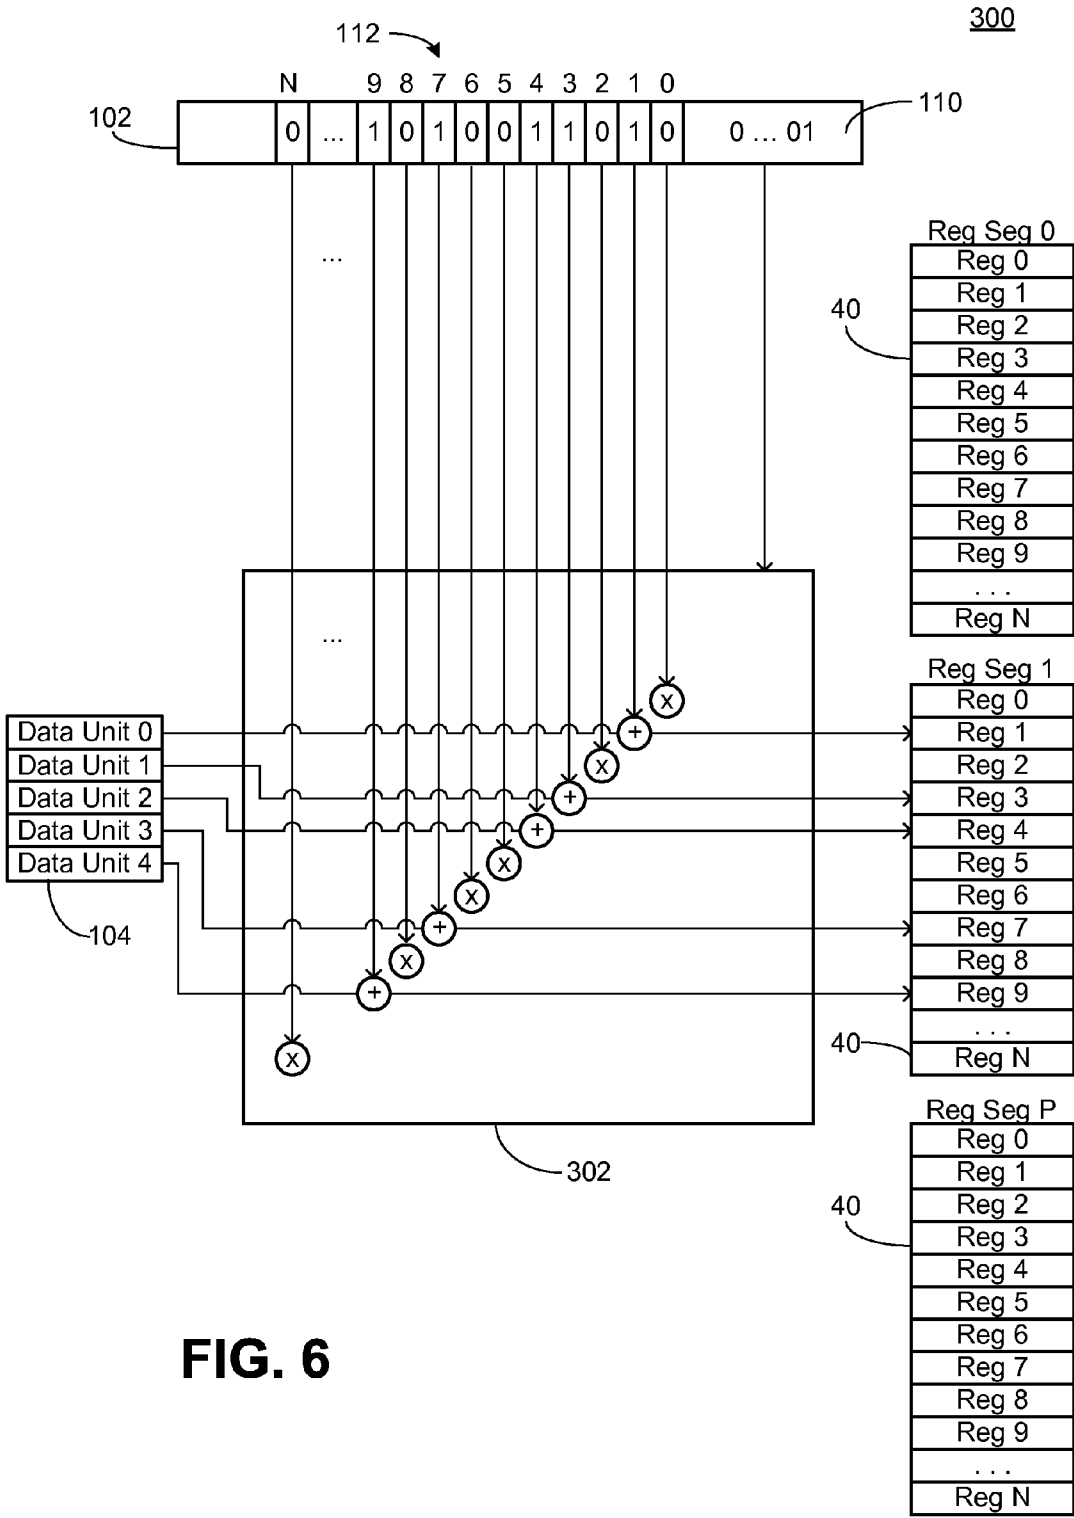 300
112
N 9 8 7 6 5 4 3 2 1 0
102
0 ... 1 0 1 0 0 1 1 0 1 0 0 ... 01
110
...
Reg Seg 0
Reg 0
Reg 1
Reg 2
40
Reg 3
Reg 4
Reg 5
Reg 6
Reg 7
Reg 8
Reg 9
. . .
Reg N
...
x
+
x
+
+
x
x
+
x
+
x
Data Unit 0
Data Unit 1
Data Unit 2
Data Unit 3
Data Unit 4
104
302
Reg Seg 1
Reg 0
Reg 1
Reg 2
Reg 3
Reg 4
Reg 5
Reg 6
Reg 7
Reg 8
Reg 9
. . .
40
Reg N
Reg Seg P
Reg 0
Reg 1
Reg 2
40
Reg 3
Reg 4
Reg 5
Reg 6
Reg 7
Reg 8
Reg 9
. . .
Reg N
FIG. 6